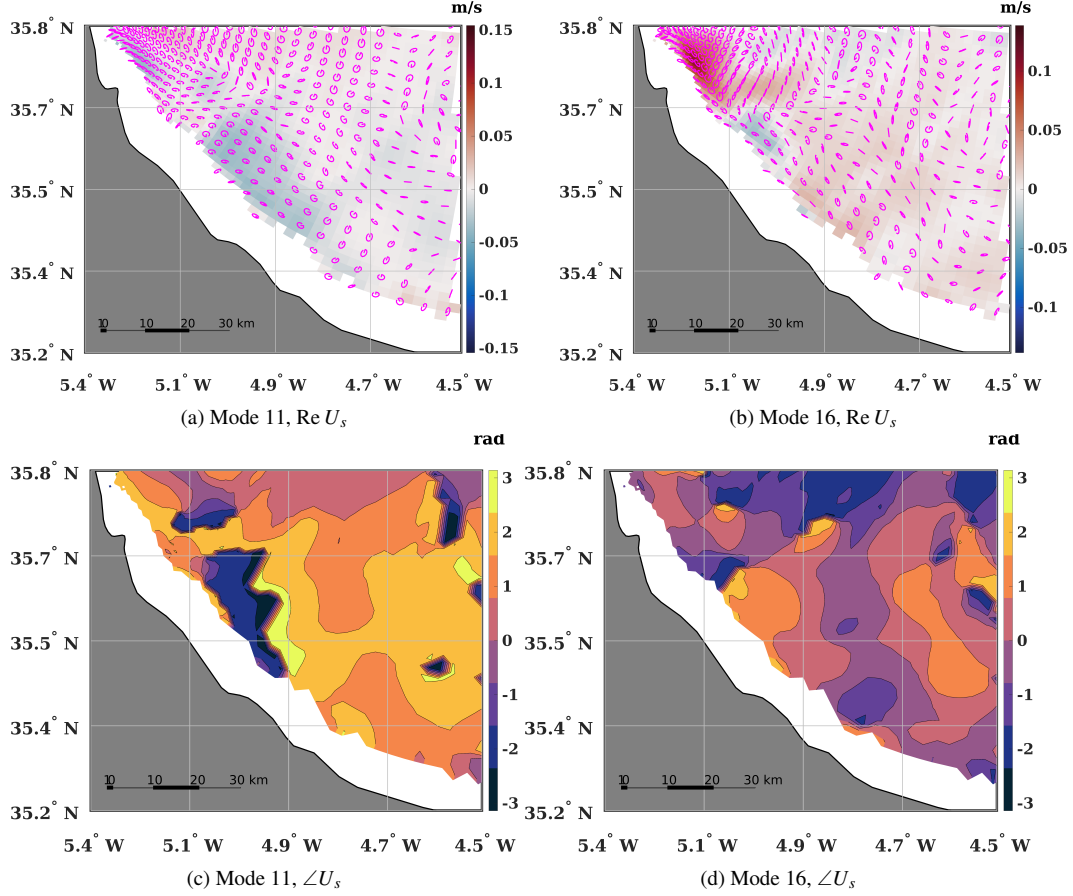 m/s
m/s
35.8° N
35.7° N
35.5° N
35.4° N
35.2° N
5.4° W
5.1° W
4.9° W
4.7° W
4.5° W
0.15
0.1
0.05
0
-0.05
-0.1
-0.15
10 0 10 20 30 km
35.8° N
35.7° N
35.5° N
35.4° N
35.2° N
5.4° W
5.1° W
4.9° W
4.7° W
4.5° W
0.1
0.05
0
-0.05
-0.1
10 0 10 20 30 km
(a) Mode 11, Re U_s
(b) Mode 16, Re U_s
rad
rad
35.8° N
35.7° N
35.5° N
35.4° N
35.2° N
5.4° W
5.1° W
4.9° W
4.7° W
4.5° W
3
2
1
0
-1
-2
-3
10 0 10 20 30 km
35.8° N
35.7° N
35.5° N
35.4° N
35.2° N
5.4° W
5.1° W
4.9° W
4.7° W
4.5° W
3
2
1
0
-1
-2
-3
10 0 10 20 30 km
(c) Mode 11, ∠U_s
(d) Mode 16, ∠U_s